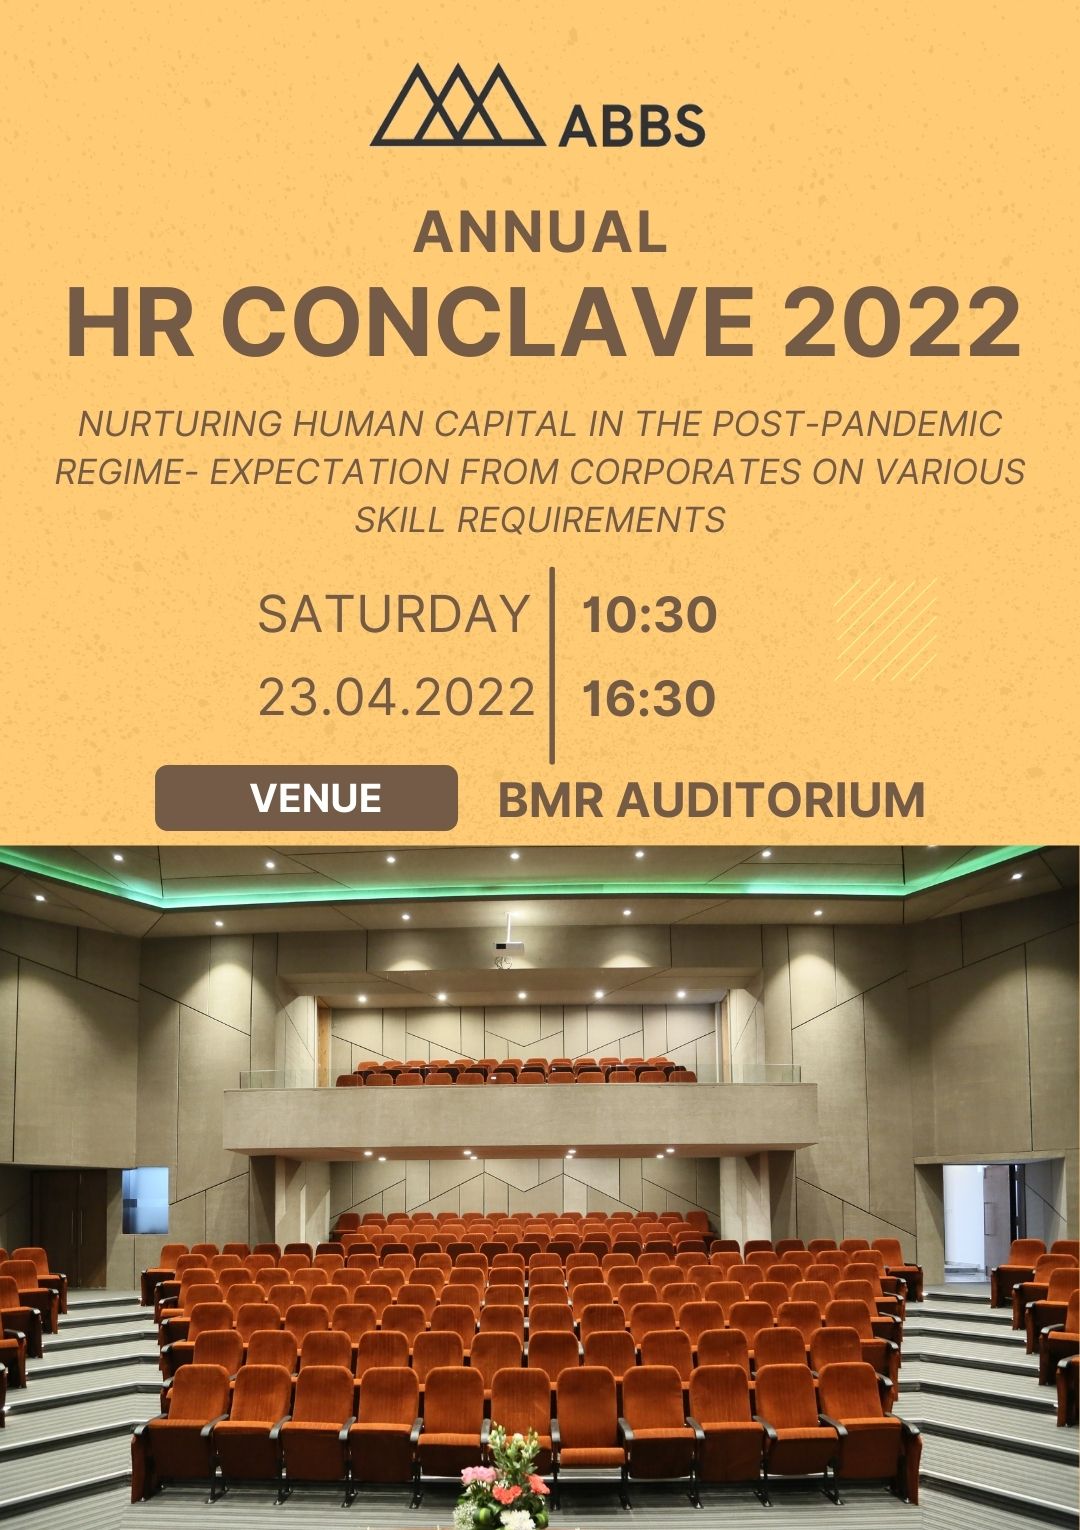 ABBS
ANNUAL
HR CONCLAVE 2022
NURTURING HUMAN CAPITAL IN THE POST-PANDEMIC
REGIME- EXPECTATION FROM CORPORATES ON VARIOUS
SKILL REQUIREMENTS
SATURDAY
23.04.2022
10:30
16:30
VENUE
BMR AUDITORIUM